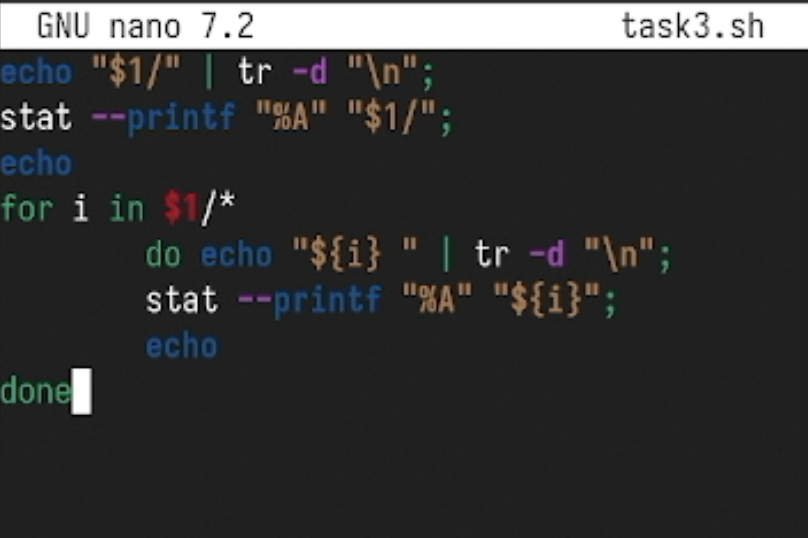 GNU nano 7.2 task3.sh
echo "$1/" | tr -d "\n";
stat --printf "%A" "$1/";
echo
for i in $1/*
do echo "${i} " | tr -d "\n";
stat --printf "%A" "${i}";
echo
done